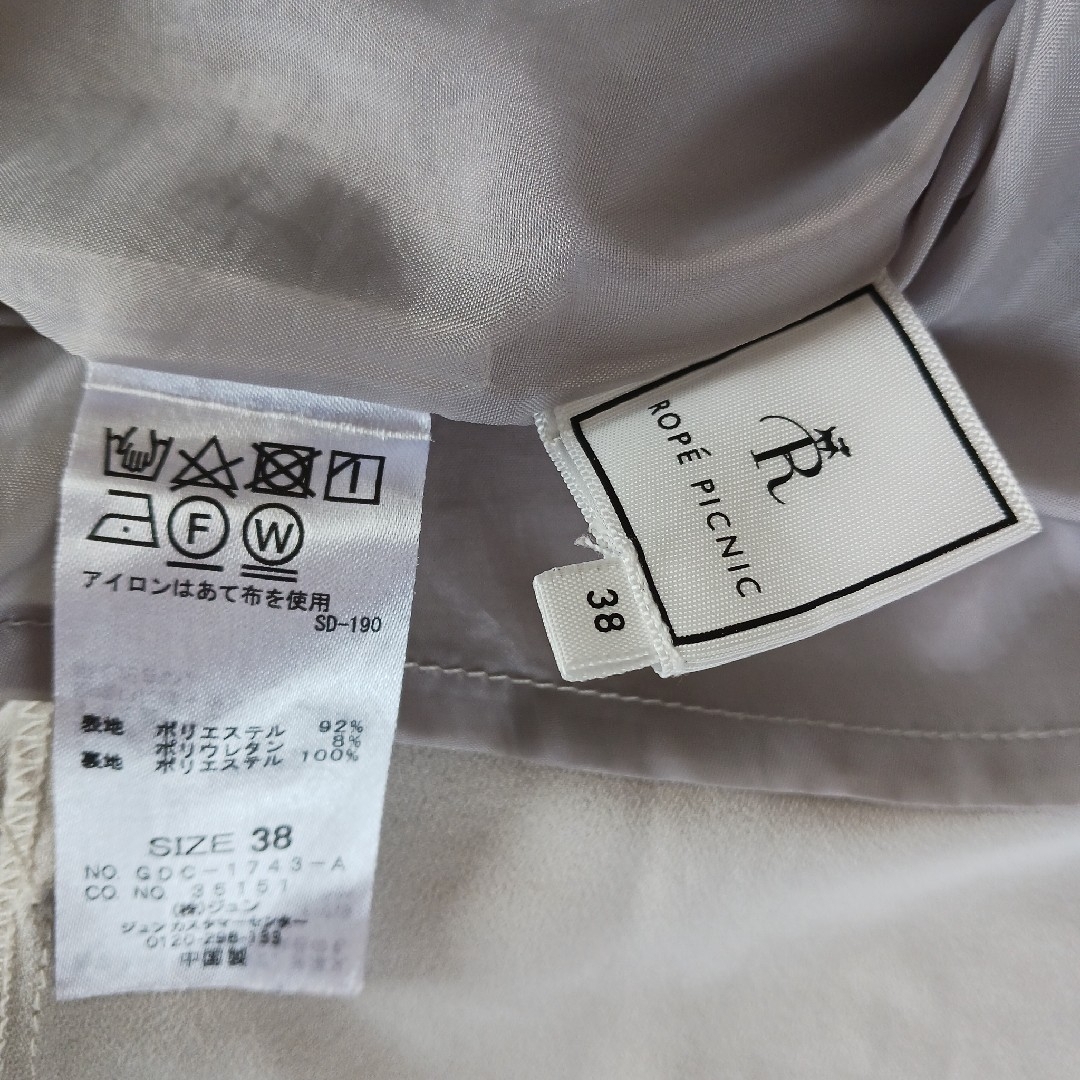 F W
アイロンはあて布を使用
SD-190
表地 ポリエステル 92%
ポリウレタン 8%
裏地 ポリエステル 100%
SIZE 38
NO. GDC-1743-A
CO. NO. 35151
(株)ジュン
ジュンカスタマーセンター
0120-298-133
中国製
R
ROPÉ PICNIC
38